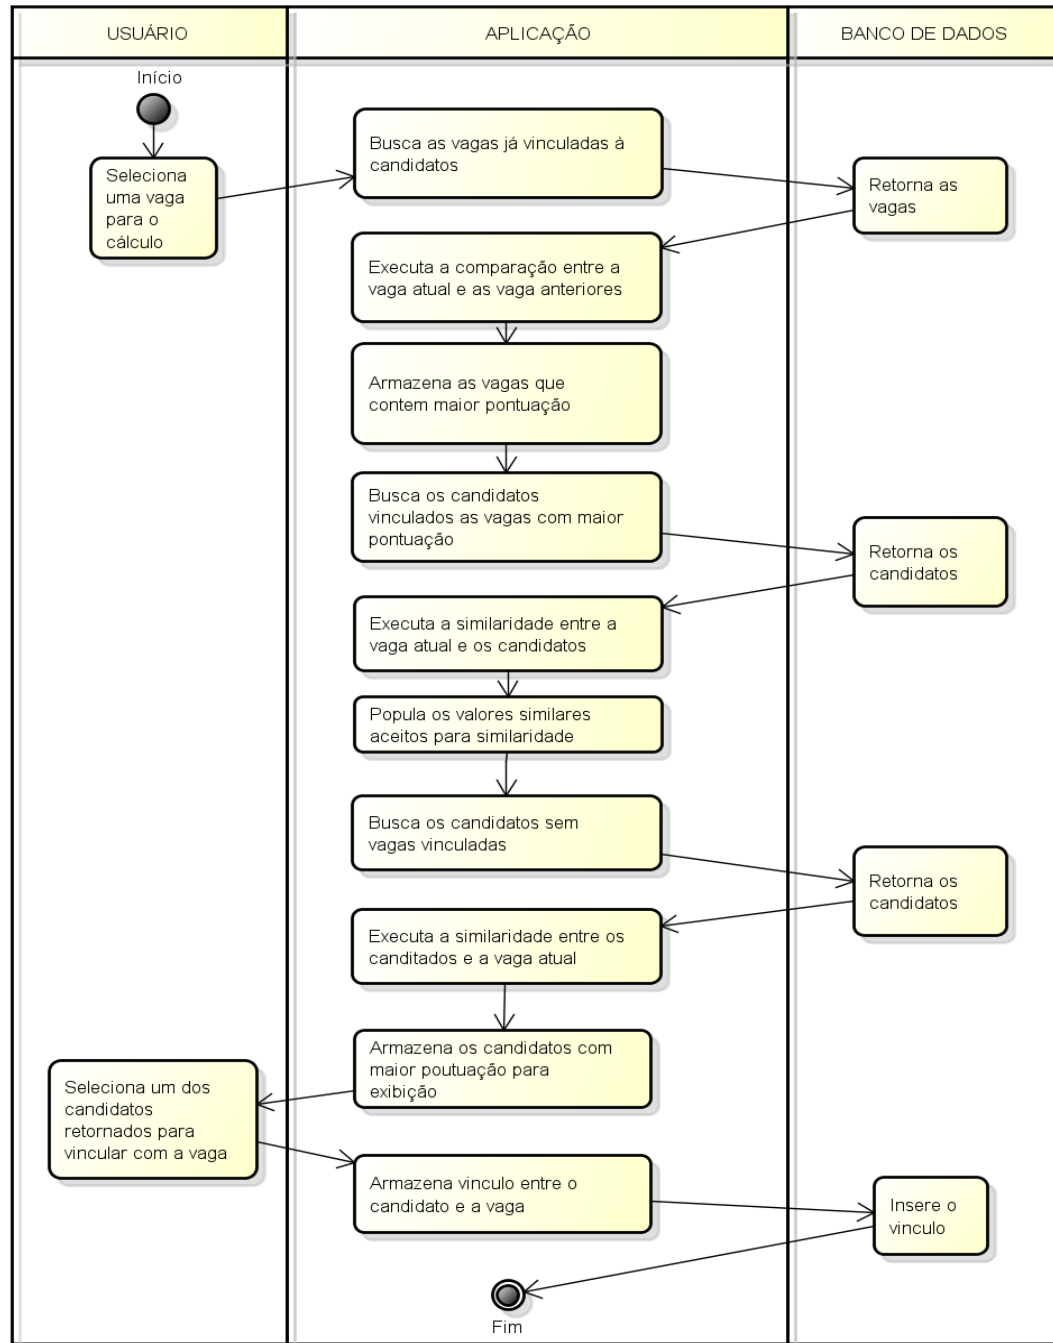 USUÁRIO
APLICAÇÃO
BANCO DE DADOS
Início
Seleciona
uma vaga
para o
cálculo
Busca as vagas já vinculadas à
candidatos
Retorna as
vagas
Executa a comparação entre a
vaga atual e as vaga anteriores
Armazena as vagas que
contem maior pontuação
Busca os candidatos
vinculados as vagas com maior
pontuação
Retorna os
candidatos
Executa a similaridade entre a
vaga atual e os candidatos
Popula os valores similares
aceitos para similaridade
Busca os candidatos sem
vagas vinculadas
Retorna os
candidatos
Executa a similaridade entre os
canditados e a vaga atual
Armazena os candidatos com
maior poutuação para
exibição
Seleciona um dos
candidatos
retornados para
vincular com a vaga
Armazena vinculo entre o
candidato e a vaga
Insere o
vinculo
Fim